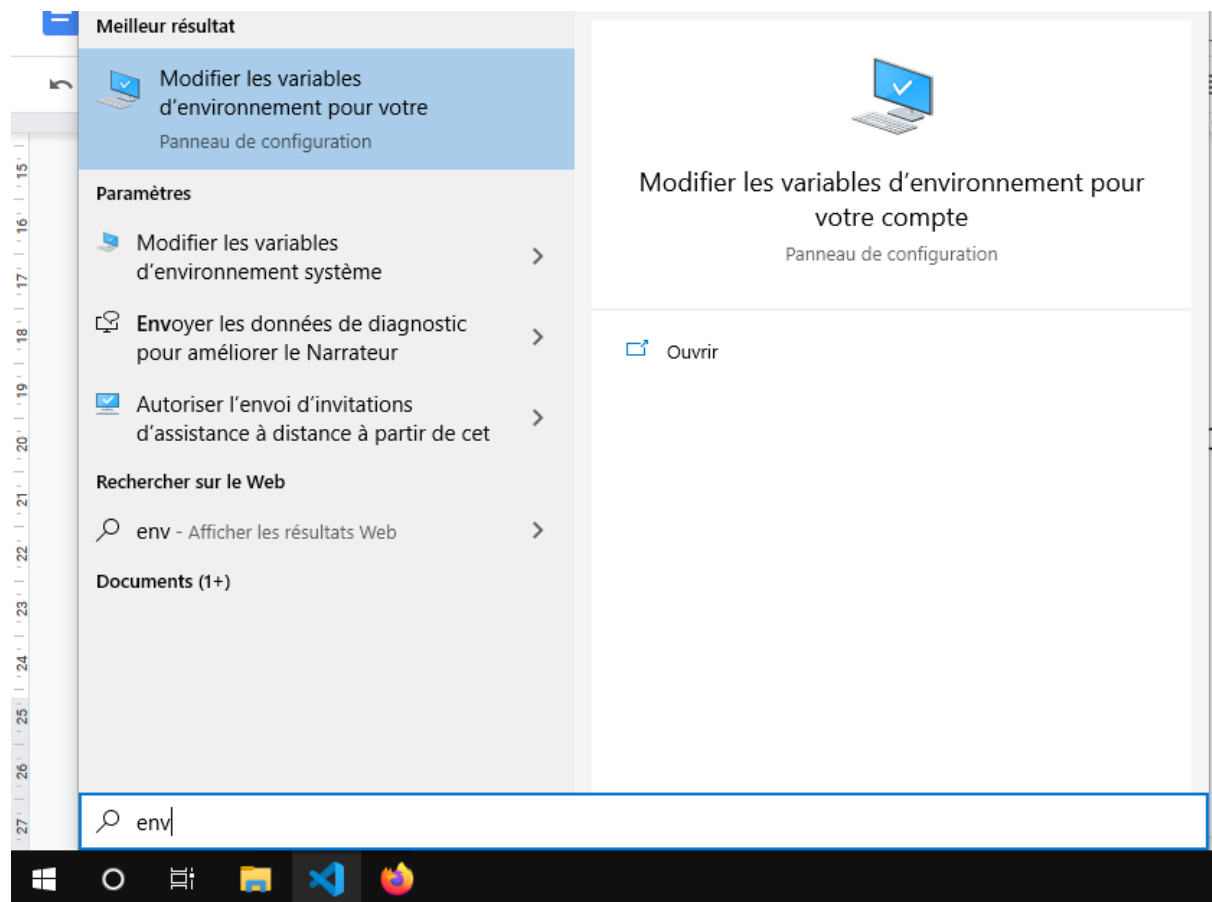 Meilleur résultat
Modifier les variables
d'environnement pour votre
Panneau de configuration
Paramètres
Modifier les variables
d'environnement système
Envoyer les données de diagnostic
pour améliorer le Narrateur
Autoriser l'envoi d'invitations
d'assistance à distance à partir de cet
Rechercher sur le Web
env - Afficher les résultats Web
Documents (1+)
Modifier les variables d'environnement pour
votre compte
Panneau de configuration
Ouvrir
env
15
16
17
18
19
20
21
22
23
24
25
26
27